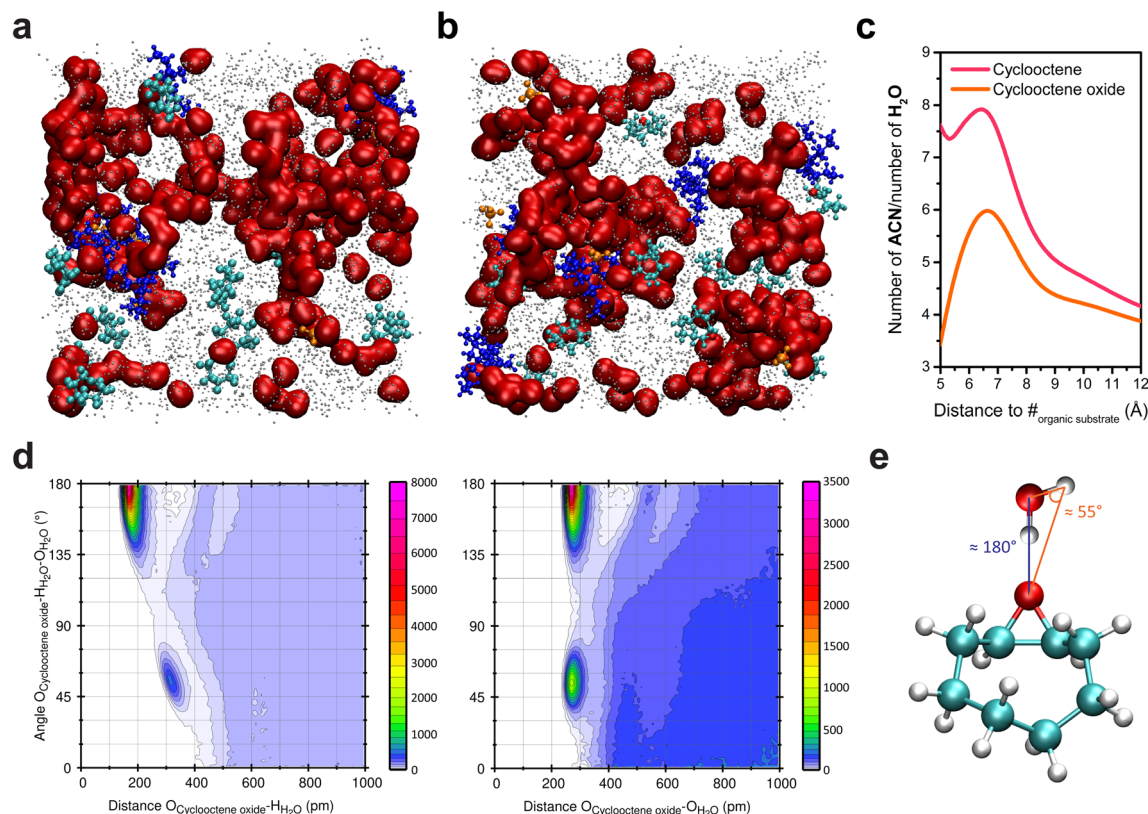 a
b
c
Cyclooctene
Cyclooctene oxide
Number of ACN/number of H2O
9
8
7
6
5
4
3
5 6 7 8 9 10 11 12
Distance to #organic substrate (Å)
d
Angle OCyclooctene oxide-HH2O-OH2O (°)
180
135
90
45
0
0 200 400 600 800 1000
Distance OCyclooctene oxide-HH2O (pm)
8000
7000
6000
5000
4000
3000
2000
1000
0
180
135
90
45
0
0 200 400 600 800 1000
Distance OCyclooctene oxide-OH2O (pm)
3500
3000
2500
2000
1500
1000
500
0
e
≈ 55°
≈ 180°